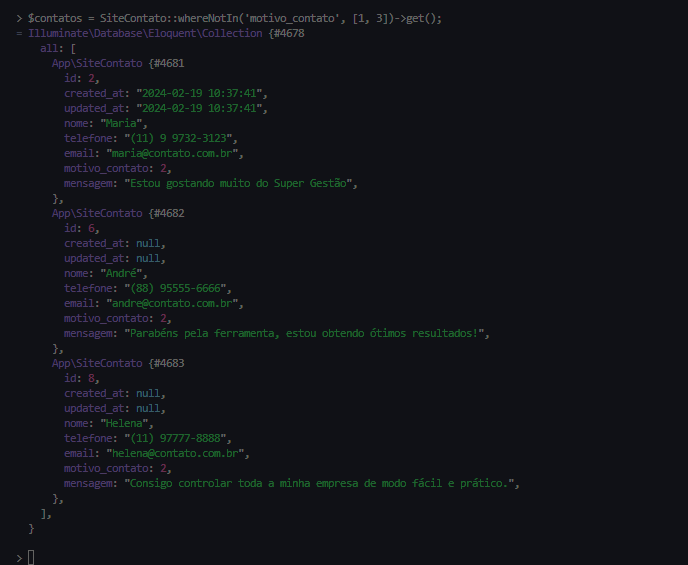 > $contatos = SiteContato::whereNotIn('motivo_contato', [1, 3])->get();
= Illuminate\Database\Eloquent\Collection {#4678
all: [
App\SiteContato {#4681
id: 2,
created_at: "2024-02-19 10:37:41",
updated_at: "2024-02-19 10:37:41",
nome: "Maria",
telefone: "(11) 9 9732-3123",
email: "maria@contato.com.br",
motivo_contato: 2,
mensagem: "Estou gostando muito do Super Gestão",
},
App\SiteContato {#4682
id: 6,
created_at: null,
updated_at: null,
nome: "André",
telefone: "(88) 95555-6666",
email: "andre@contato.com.br",
motivo_contato: 2,
mensagem: "Parabéns pela ferramenta, estou obtendo ótimos resultados!",
},
App\SiteContato {#4683
id: 8,
created_at: null,
updated_at: null,
nome: "Helena",
telefone: "(11) 97777-8888",
email: "helena@contato.com.br",
motivo_contato: 2,
mensagem: "Consigo controlar toda a minha empresa de modo fácil e prático.",
},
],
}
>